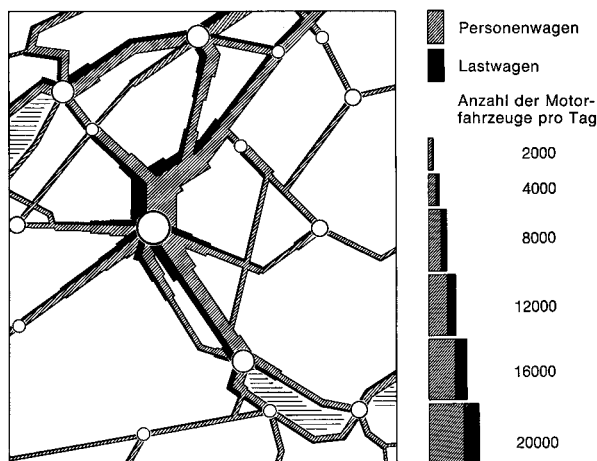 Personenwagen
Lastwagen
Anzahl der Motor-
fahrzeuge pro Tag
2000
4000
8000
12000
16000
20000